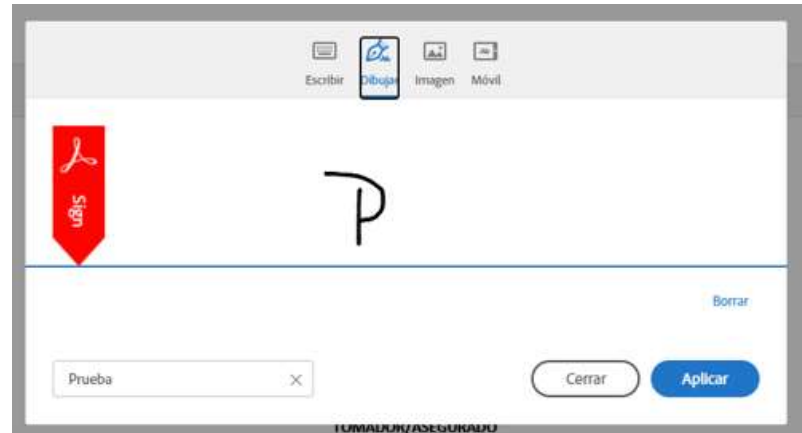 Escribir Dibujar Imagen Móvil
Sign
P
Borrar
Prueba
Cerrar Aplicar
TOMADOR/ASEGURADO